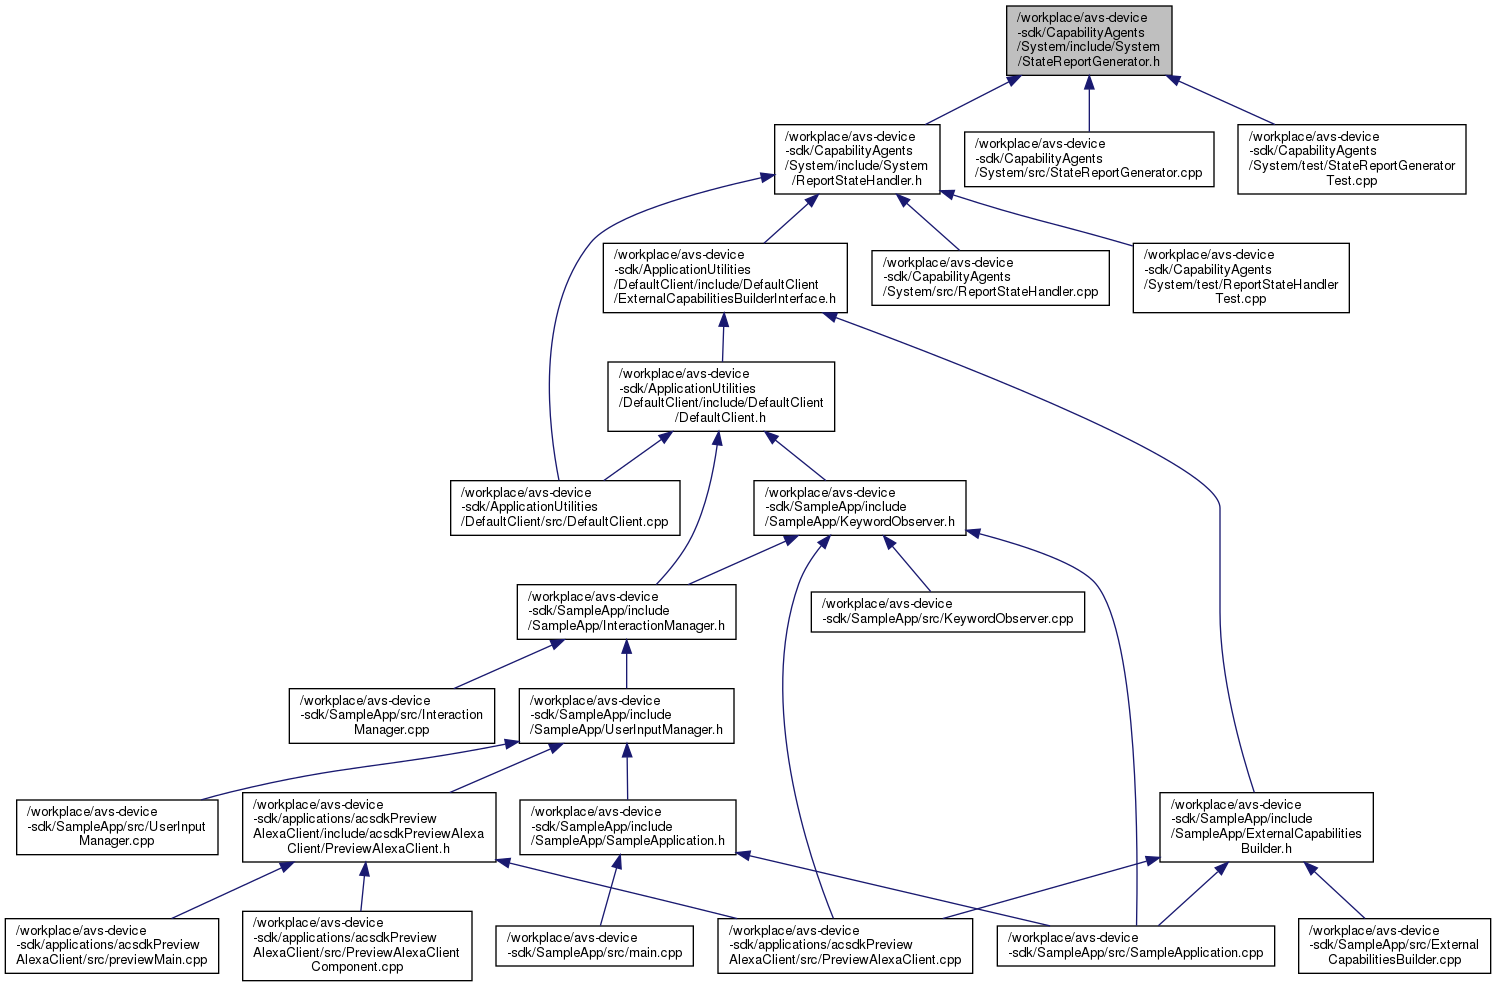 /workplace/avs-device
-sdk/CapabilityAgents
/System/include/System
/StateReportGenerator.h
/workplace/avs-device
-sdk/CapabilityAgents
/System/include/System
/ReportStateHandler.h
/workplace/avs-device
-sdk/CapabilityAgents
/System/src/StateReportGenerator.cpp
/workplace/avs-device
-sdk/CapabilityAgents
/System/test/StateReportGenerator
Test.cpp
/workplace/avs-device
-sdk/ApplicationUtilities
/DefaultClient/include/DefaultClient
/ExternalCapabilitiesBuilderInterface.h
/workplace/avs-device
-sdk/CapabilityAgents
/System/src/ReportStateHandler.cpp
/workplace/avs-device
-sdk/CapabilityAgents
/System/test/ReportStateHandler
Test.cpp
/workplace/avs-device
-sdk/ApplicationUtilities
/DefaultClient/include/DefaultClient
/DefaultClient.h
/workplace/avs-device
-sdk/ApplicationUtilities
/DefaultClient/src/DefaultClient.cpp
/workplace/avs-device
-sdk/SampleApp/include
/SampleApp/KeywordObserver.h
/workplace/avs-device
-sdk/SampleApp/include
/SampleApp/InteractionManager.h
/workplace/avs-device
-sdk/SampleApp/src/KeywordObserver.cpp
/workplace/avs-device
-sdk/SampleApp/src/Interaction
Manager.cpp
/workplace/avs-device
-sdk/SampleApp/include
/SampleApp/UserInputManager.h
/workplace/avs-device
-sdk/SampleApp/src/UserInput
Manager.cpp
/workplace/avs-device
-sdk/applications/acsdkPreview
AlexaClient/include/acsdkPreviewAlexa
Client/PreviewAlexaClient.h
/workplace/avs-device
-sdk/SampleApp/include
/SampleApp/SampleApplication.h
/workplace/avs-device
-sdk/SampleApp/include
/SampleApp/ExternalCapabilities
Builder.h
/workplace/avs-device
-sdk/applications/acsdkPreview
AlexaClient/src/previewMain.cpp
/workplace/avs-device
-sdk/applications/acsdkPreview
AlexaClient/src/PreviewAlexaClient
Component.cpp
/workplace/avs-device
-sdk/SampleApp/src/main.cpp
/workplace/avs-device
-sdk/applications/acsdkPreview
AlexaClient/src/PreviewAlexaClient.cpp
/workplace/avs-device
-sdk/SampleApp/src/SampleApplication.cpp
/workplace/avs-device
-sdk/SampleApp/src/External
CapabilitiesBuilder.cpp